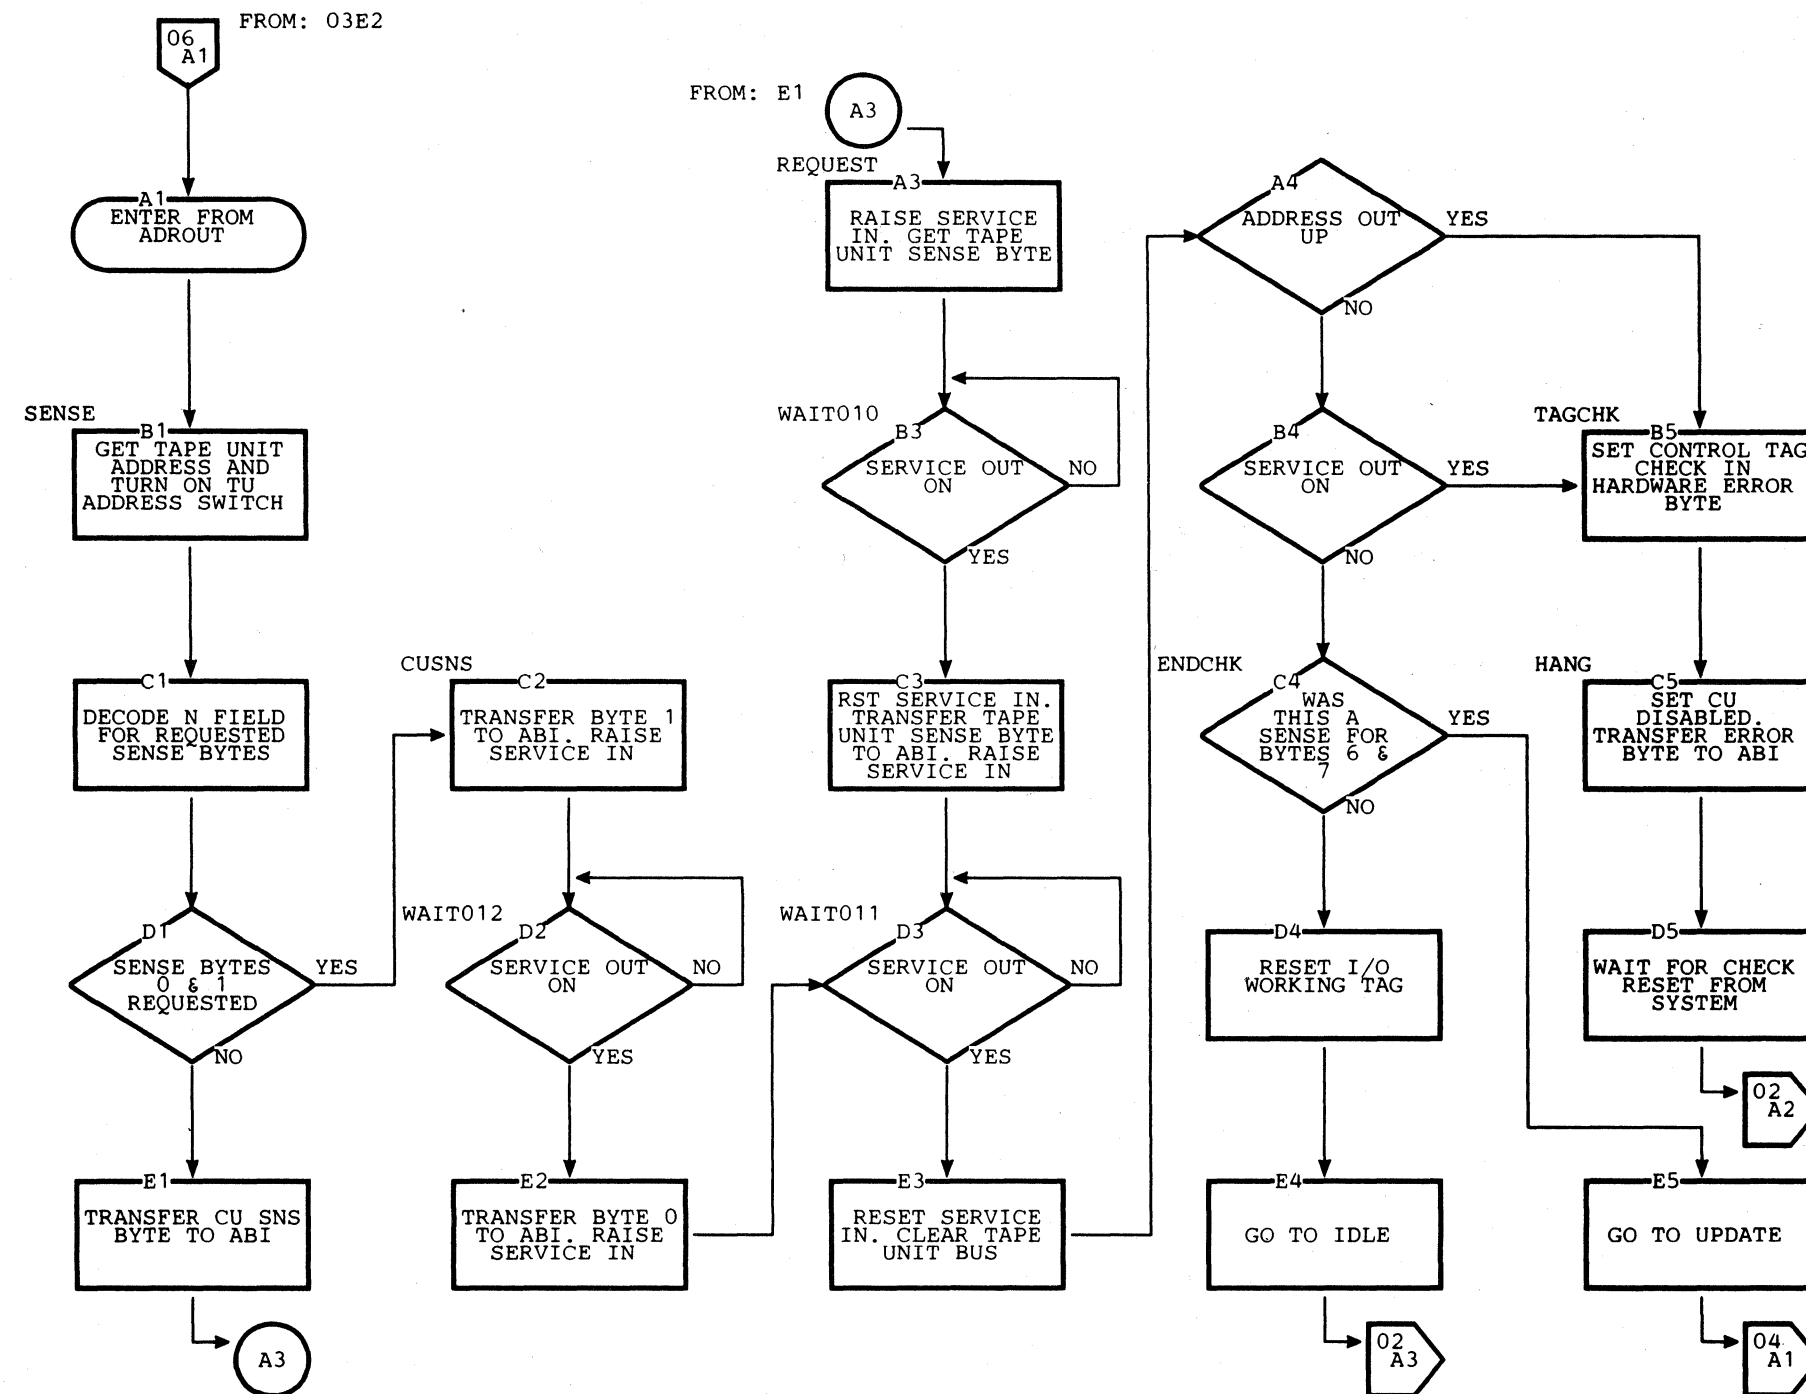 FROM: 03E2
06
A1
A1
ENTER FROM
ADROUT
SENSE
B1
GET TAPE UNIT
ADDRESS AND
TURN ON TU
ADDRESS SWITCH
C1
DECODE N FIELD
FOR REQUESTED
SENSE BYTES
D1
SENSE BYTES
0 & 1
REQUESTED
YES
NO
E1
TRANSFER CU SNS
BYTE TO ABI
A3
CUSNS
C2
TRANSFER BYTE 1
TO ABI. RAISE
SERVICE IN
WAIT012
D2
SERVICE OUT
ON
NO
YES
E2
TRANSFER BYTE 0
TO ABI. RAISE
SERVICE IN
FROM: E1
A3
REQUEST
A3
RAISE SERVICE
IN. GET TAPE
UNIT SENSE BYTE
WAIT010
B3
SERVICE OUT
ON
NO
YES
C3
RST SERVICE IN.
TRANSFER TAPE
UNIT SENSE BYTE
TO ABI. RAISE
SERVICE IN
WAIT011
D3
SERVICE OUT
ON
NO
YES
E3
RESET SERVICE
IN. CLEAR TAPE
UNIT BUS
A4
ADDRESS OUT
UP
YES
NO
B4
SERVICE OUT
ON
YES
NO
ENDCHK
C4
WAS
THIS A
SENSE FOR
BYTES 6 &
7
YES
NO
D4
RESET I/O
WORKING TAG
E4
GO TO IDLE
02
A3
TAGCHK
B5
SET CONTROL TAG
CHECK IN
HARDWARE ERROR
BYTE
HANG
C5
SET CU
DISABLED.
TRANSFER ERROR
BYTE TO ABI
D5
WAIT FOR CHECK
RESET FROM
SYSTEM
02
A2
E5
GO TO UPDATE
04
A1